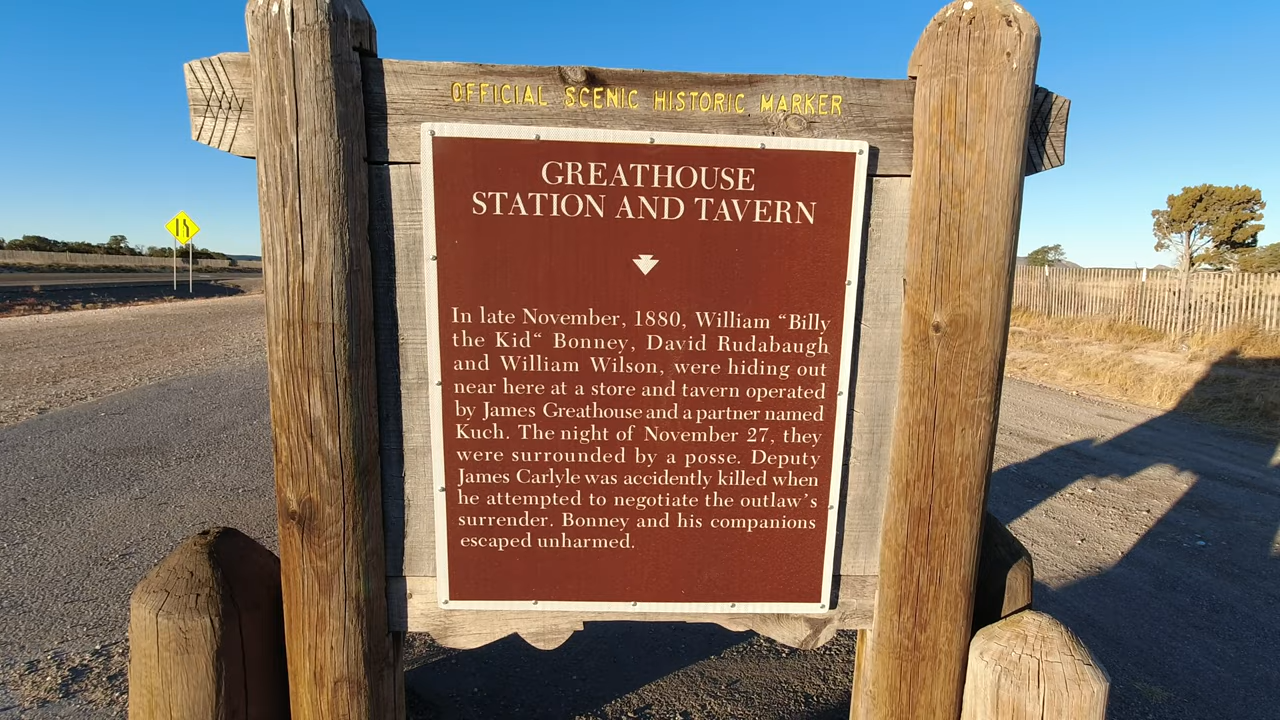 OFFICIAL SCENIC HISTORIC MARKER
GREATHOUSE
STATION AND TAVERN
In late November, 1880, William “Billy
the Kid“ Bonney, David Rudabaugh
and William Wilson, were hiding out
near here at a store and tavern operated
by James Greathouse and a partner named
Kuch. The night of November 27, they
were surrounded by a posse. Deputy
James Carlyle was accidently killed when
he attempted to negotiate the outlaw’s
surrender. Bonney and his companions
escaped unharmed.